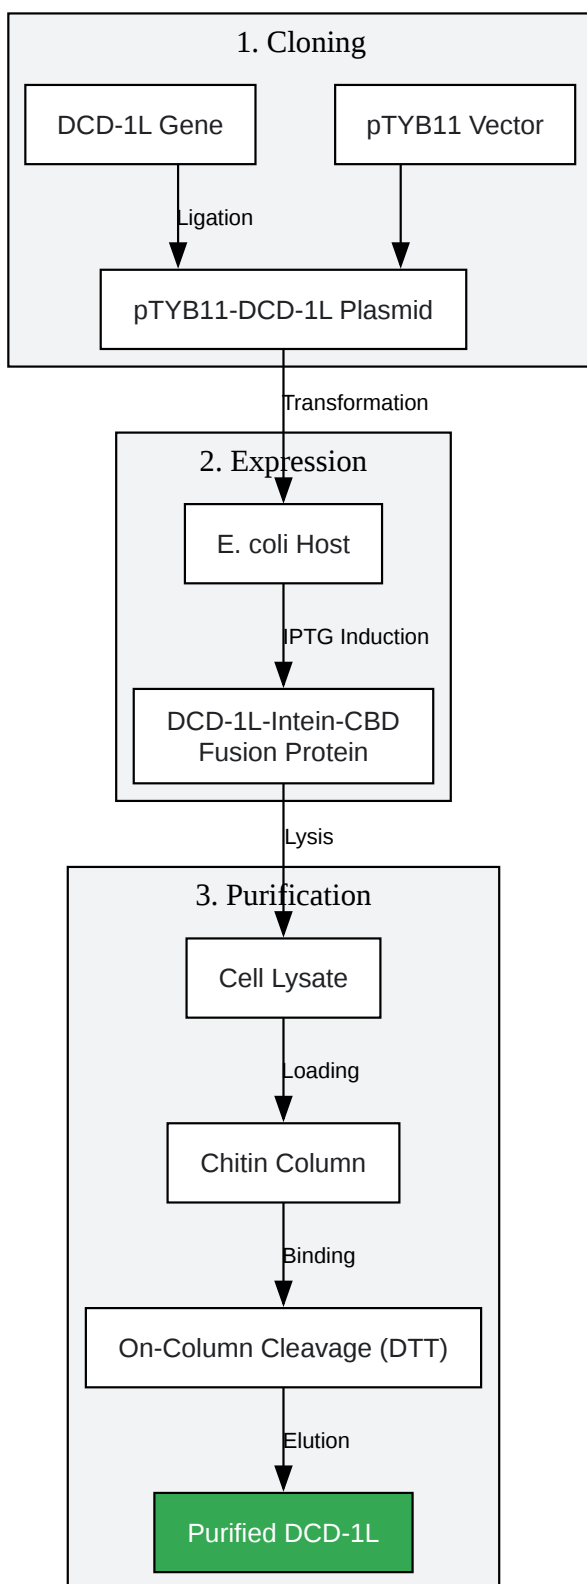 1. Cloning
DCD-1L Gene
pTYB11 Vector
Ligation
pTYB11-DCD-1L Plasmid
Transformation
2. Expression
E. coli Host
IPTG Induction
DCD-1L-Intein-CBD
Fusion Protein
Lysis
3. Purification
Cell Lysate
Loading
Chitin Column
Binding
On-Column Cleavage (DTT)
Elution
Purified DCD-1L